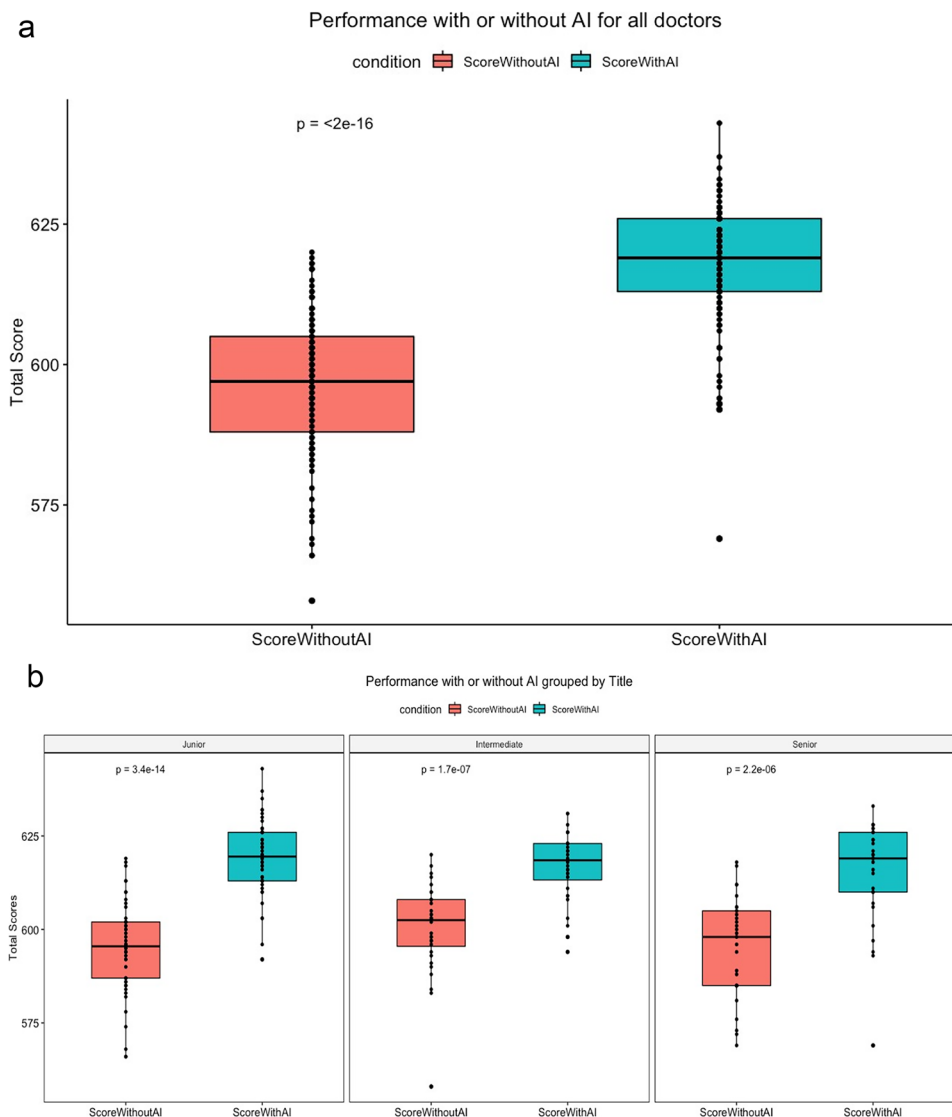 a
Performance with or without AI for all doctors
condition ScoreWithoutAI ScoreWithAI
p = <2e-16
625
600
575
Total Score
ScoreWithoutAI ScoreWithAI
b
Performance with or without AI grouped by Title
condition ScoreWithoutAI ScoreWithAI
Junior Intermediate Senior
p = 3.4e-14 p = 1.7e-07 p = 2.2e-06
625
600
575
Total Scores
ScoreWithoutAI ScoreWithAI ScoreWithoutAI ScoreWithAI ScoreWithoutAI ScoreWithAI